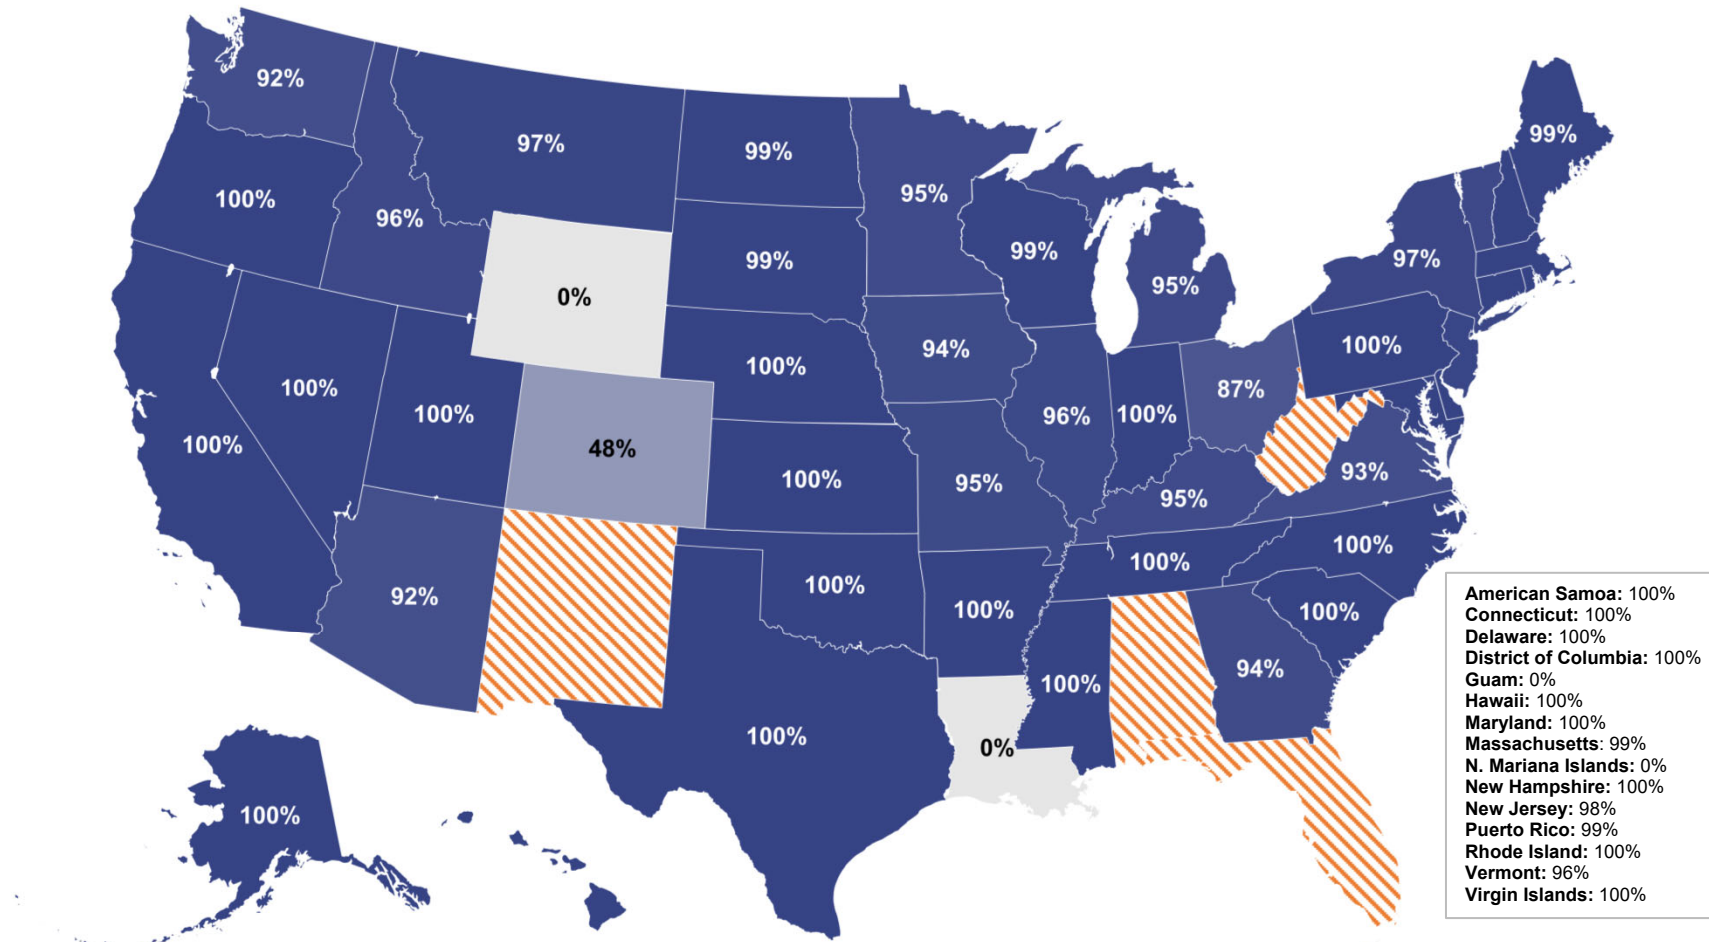 92%
97%
99%
99%
100%
96%
95%
99%
0%
99%
97%
95%
94%
100%
100%
100%
87%
100%
48%
96%
100%
100%
100%
95%
95%
93%
92%
100%
100%
100%
100%
100%
94%
100%
100%
0%
100%
American Samoa: 100%
Connecticut: 100%
Delaware: 100%
District of Columbia: 100%
Guam: 0%
Hawaii: 100%
Maryland: 100%
Massachusetts: 99%
N. Mariana Islands: 0%
New Hampshire: 100%
New Jersey: 98%
Puerto Rico: 99%
Rhode Island: 100%
Vermont: 96%
Virgin Islands: 100%